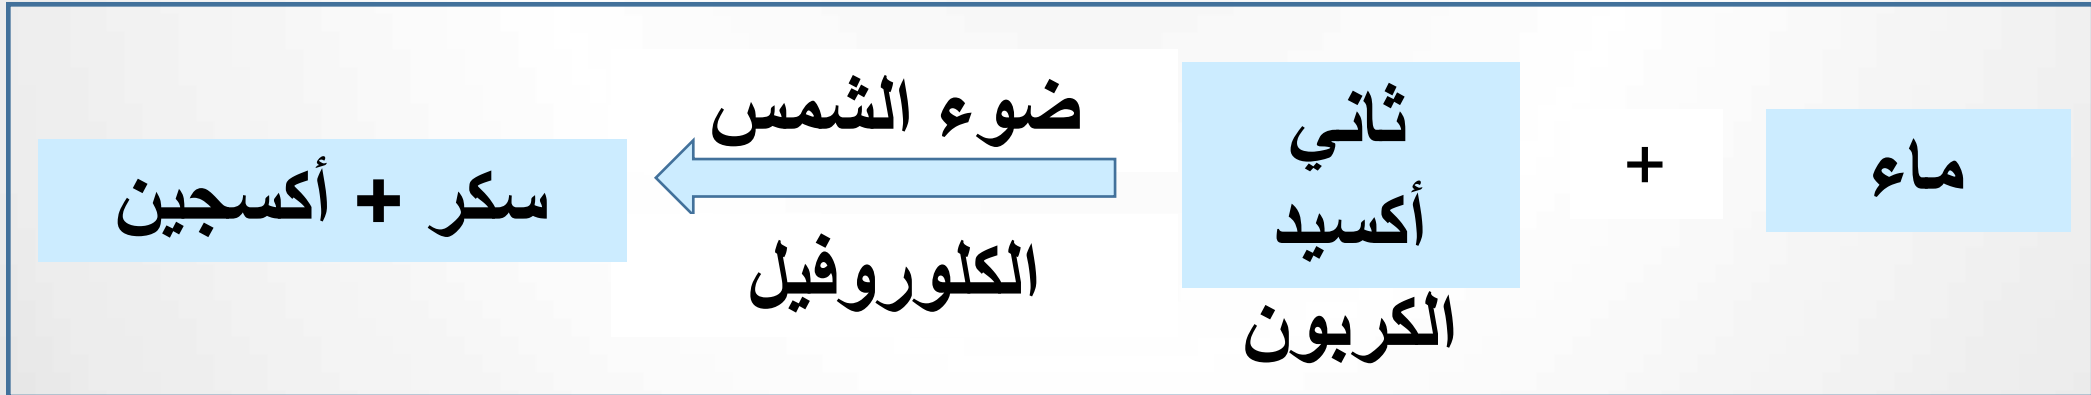 ماء
+
ثاني
أكسيد
الكربون
ضوء الشمس
الكلوروفيل
سكر + أكسجين